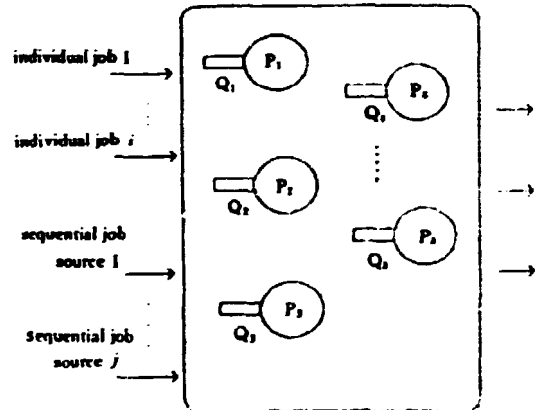 individual job 1
P₁
Q₁
individual job i
P₂
Q₂
sequential job
source 1
P₃
Q₃
Sequential job
source j